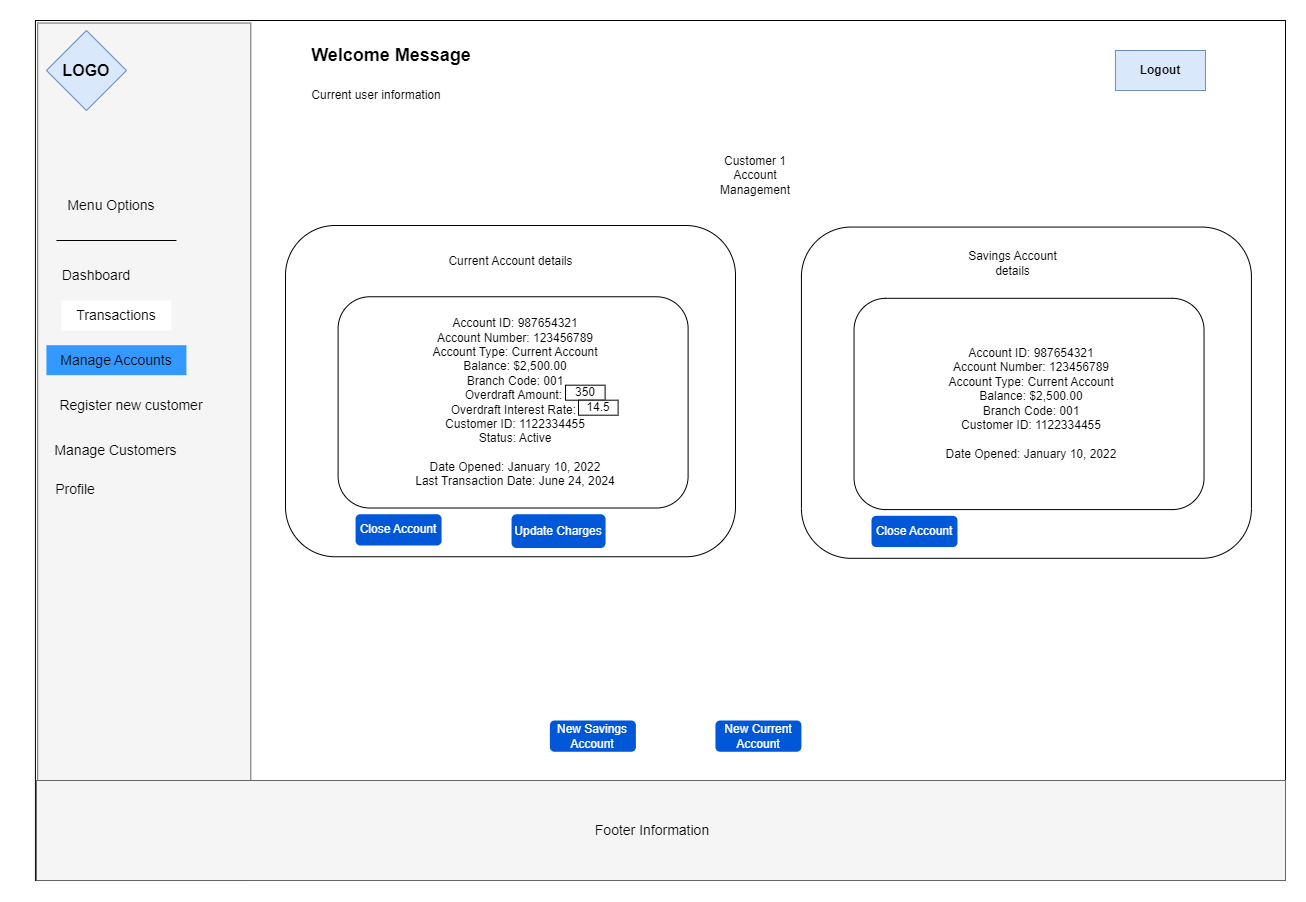 LOGO
Welcome Message
Logout
Current user information
Menu Options
Dashboard
Transactions
Manage Accounts
Register new customer
Manage Customers
Profile
Customer 1
Account
Management
Current Account details
Account ID: 987654321
Account Number: 123456789
Account Type: Current Account
Balance: $2,500.00
Branch Code: 001
Overdraft Amount: 350
Overdraft Interest Rate: 14.5
Customer ID: 1122334455
Status: Active
Date Opened: January 10, 2022
Last Transaction Date: June 24, 2024
Close Account
Update Charges
Savings Account
details
Account ID: 987654321
Account Number: 123456789
Account Type: Current Account
Balance: $2,500.00
Branch Code: 001
Customer ID: 1122334455
Date Opened: January 10, 2022
Close Account
New Savings
Account
New Current
Account
Footer Information